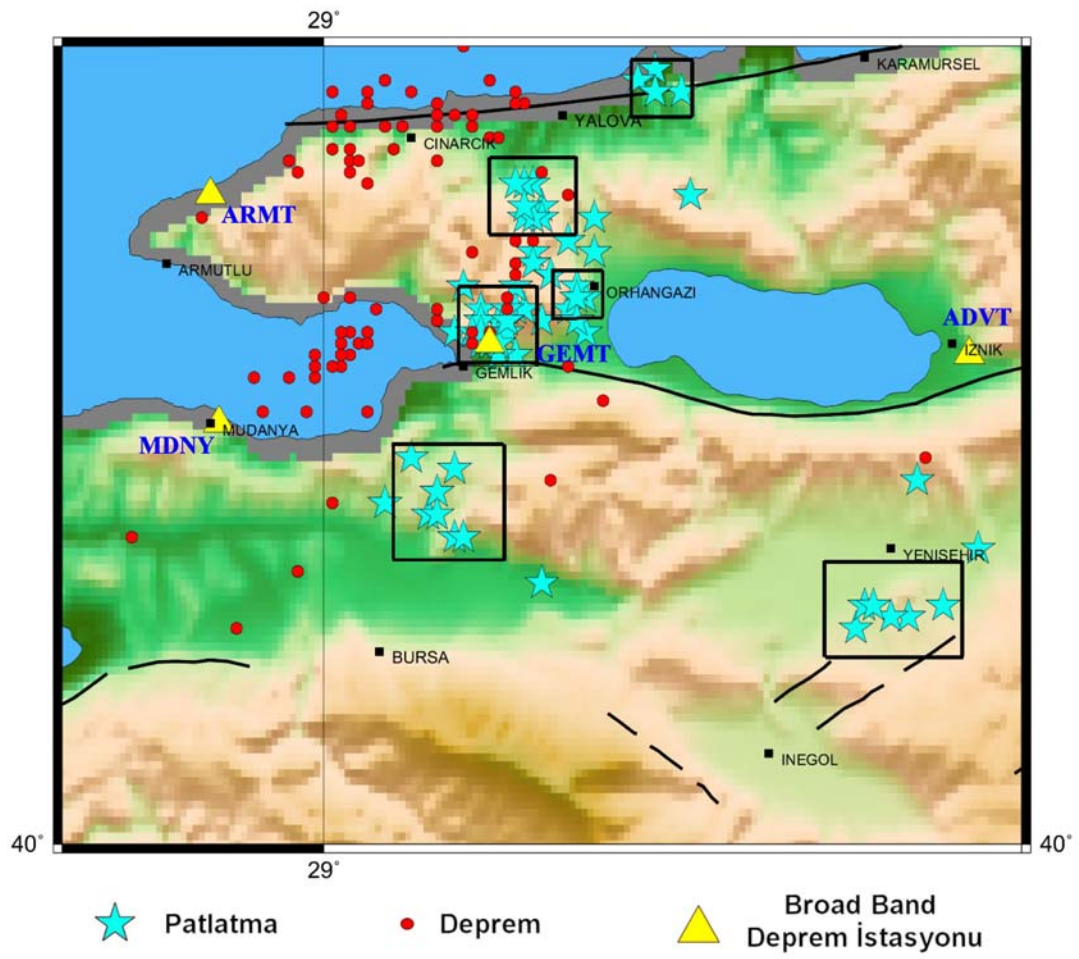 29°
KARAMURSEL
YALOVA
CINARCIK
ARMT
ARMUTLU
ORHANGAZI
ADVT
IZNIK
GEMT
GEMLIK
MUDANYA
MDNY
YENISEHIR
BURSA
INEGOL
40°
40°
29°
Patlatma
Deprem
Broad Band
Deprem İstasyonu